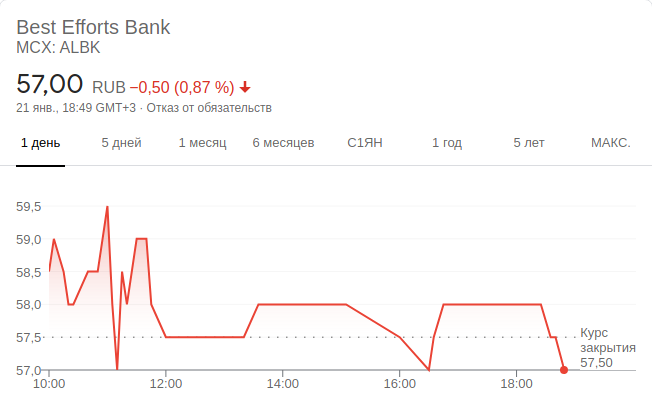 Best Efforts Bank
MCX: ALBK
57,00 RUB −0,50 (0,87 %)
21 янв., 18:49 GMT+3 · Отказ от обязательств
1 день 5 дней 1 месяц 6 месяцев С1ЯН 1 год 5 лет МАКС.
59,5
59,0
58,5
58,0
57,5
57,0
Курс
закрытия
57,50
10:00 12:00 14:00 16:00 18:00